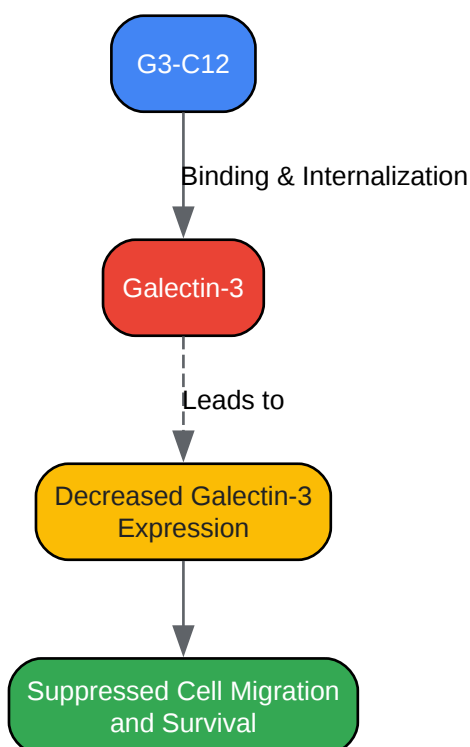 G3-C12
Binding & Internalization
Galectin-3
Leads to
Decreased Galectin-3
Expression
Suppressed Cell Migration
and Survival